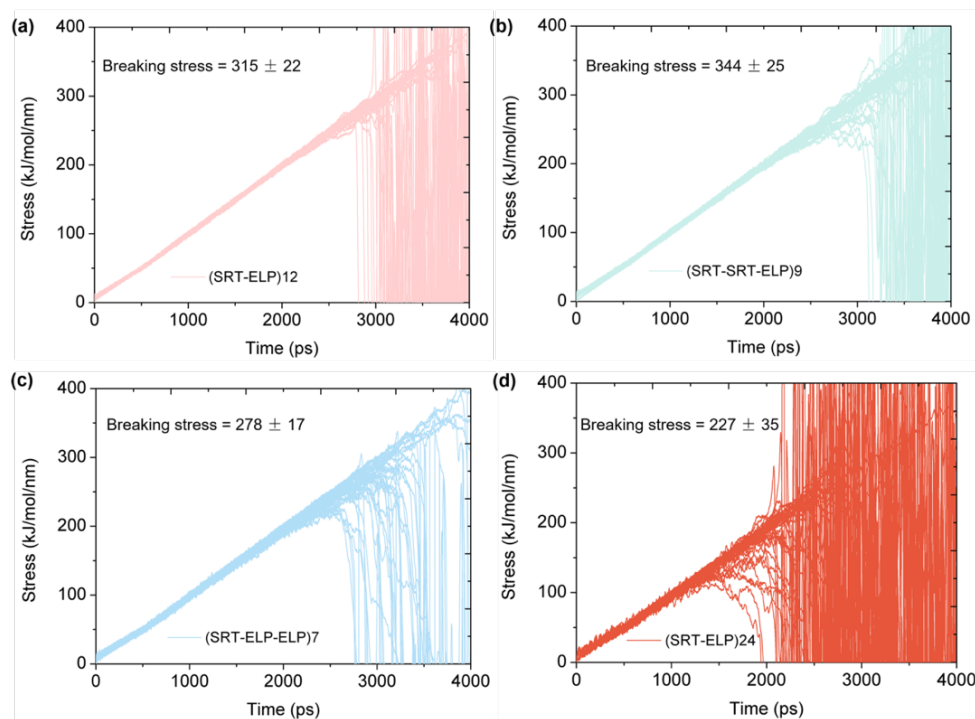 (a)
400
300
200
100
0
Stress (kJ/mol/nm)
Breaking stress = 315 ± 22
(SRT-ELP)12
0 1000 2000 3000 4000
Time (ps)
(b)
400
300
200
100
0
Stress (kJ/mol/nm)
Breaking stress = 344 ± 25
(SRT-SRT-ELP)9
0 1000 2000 3000 4000
Time (ps)
(c)
400
300
200
100
0
Stress (kJ/mol/nm)
Breaking stress = 278 ± 17
(SRT-ELP-ELP)7
0 1000 2000 3000 4000
Time (ps)
(d)
400
300
200
100
0
Stress (kJ/mol/nm)
Breaking stress = 227 ± 35
(SRT-ELP)24
0 1000 2000 3000 4000
Time (ps)